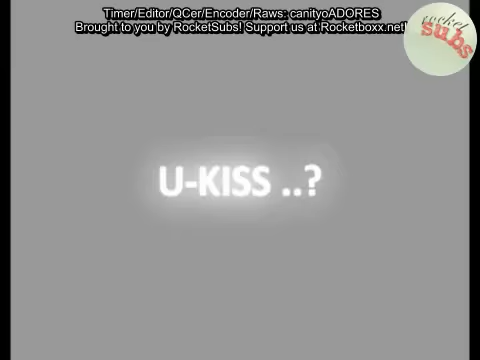 Timer/Editor/QCer/Encoder/Raws: canityoADORES
Brought to you by RocketSubs! Support us at Rocketboxx.net!
rocket
subs
U-KISS ..?